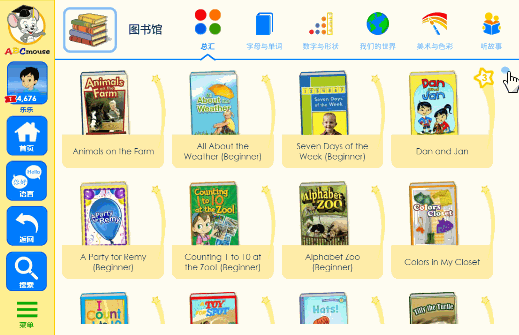 ABCmouse
4,676
乐乐
首页
语言
Hello
你好
返回
搜索
菜单
图书馆
总汇
字母与单词
数字与形状
我们的世界
美术与色彩
听故事
31
Animals on the Farm
Animals on the Farm
All About the Weather
All About the
Weather (Beginner)
Seven Days of the Week
Seven Days of the
Week (Beginner)
Dan and Jan
Dan and Jan
A Party for Remy
A Party for Remy
(Beginner)
Counting 1 to 10 at the Zoo!
Counting 1 to 10 at
the Zoo! (Beginner)
Alphabet ZOO
Alphabet Zoo
(Beginner)
Colors in My Closet
Colors in My Closet
I Count to Ten
TOY SPOT
Hats!
Tilly the Turtle